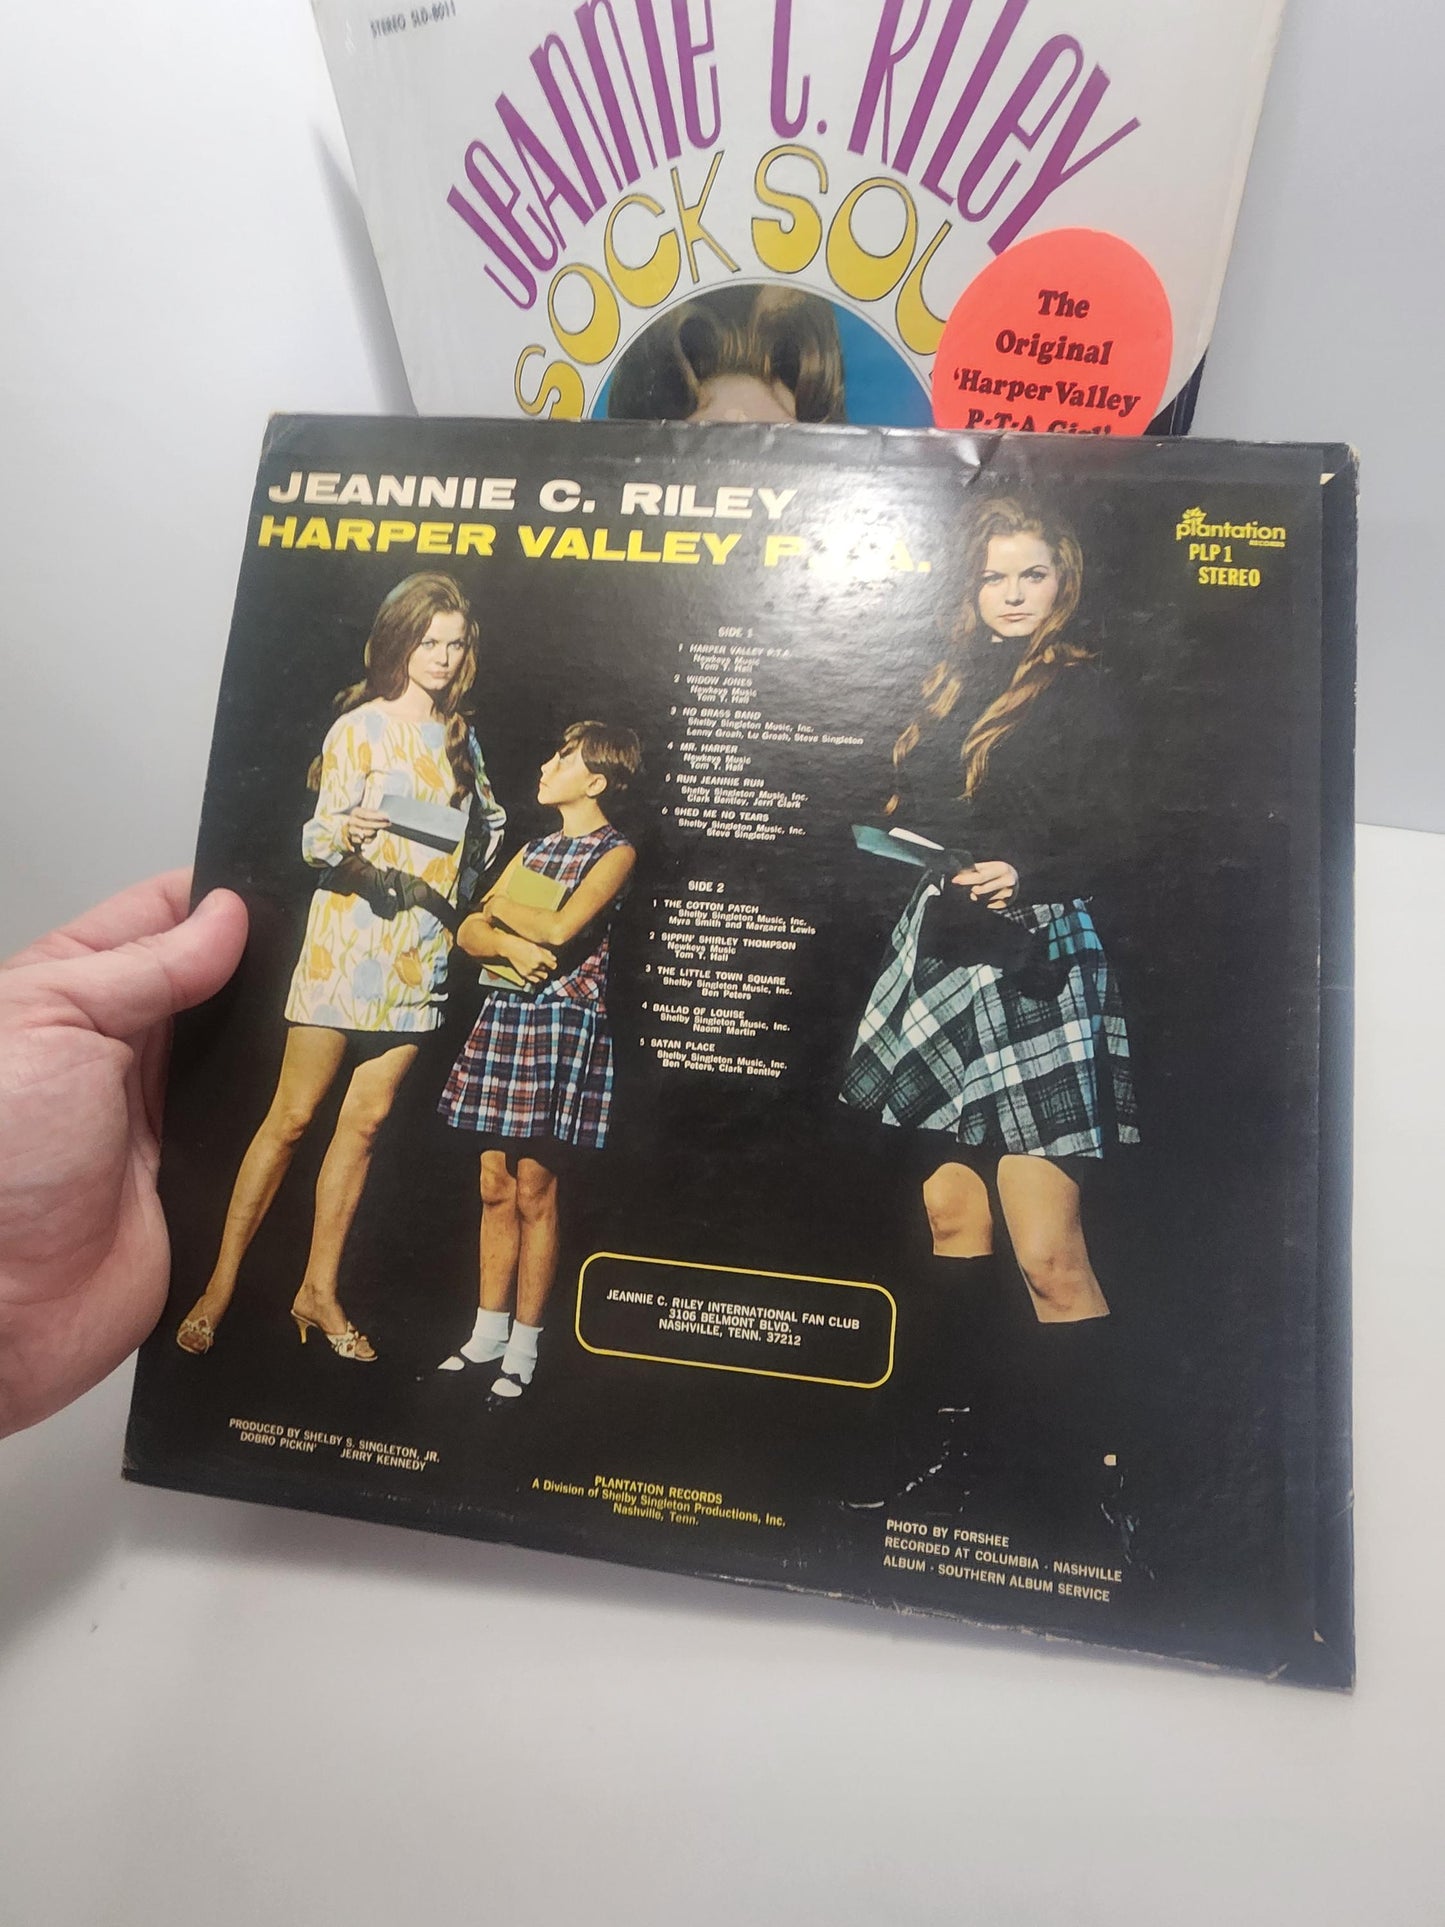 STEREO SLD-8011
JEANNIE C. RILEY
SOCK SOUL
The
Original
'Harper Valley
P·T·A Girl'
JEANNIE C. RILEY
HARPER VALLEY P.T.A.
plantation
RECORDS
PLP 1
STEREO
SIDE 1
1 HARPER VALLEY P.T.A.
Newkeys Music
Tom T. Hall
2 WIDOW JONES
Newkeys Music
Tom T. Hall
3 NO BRASS BAND
Shelby Singleton Music, Inc.
Lenny Groah, Lu Groah, Steve Singleton
4 MR. HARPER
Newkeys Music
Tom T. Hall
5 RUN JEANNIE RUN
Shelby Singleton Music, Inc.
Clark Bentley, Jerri Clark
6 SHED ME NO TEARS
Shelby Singleton Music, Inc.
Steve Singleton
SIDE 2
1 THE COTTON PATCH
Shelby Singleton Music, Inc.
Myra Smith and Margaret Lewis
2 SIPPIN' SHIRLEY THOMPSON
Newkeys Music
Tom T. Hall
3 THE LITTLE TOWN SQUARE
Shelby Singleton Music, Inc.
Ben Peters
4 BALLAD OF LOUISE
Shelby Singleton Music, Inc.
Naomi Martin
5 SATAN PLACE
Shelby Singleton Music, Inc.
Ben Peters, Clark Bentley
JEANNIE C. RILEY INTERNATIONAL FAN CLUB
3106 BELMONT BLVD.
NASHVILLE, TENN. 37212
PRODUCED BY SHELBY S. SINGLETON, JR.
DOBRO PICKIN' JERRY KENNEDY
PLANTATION RECORDS
A Division of Shelby Singleton Productions, Inc.
Nashville, Tenn.
PHOTO BY FORSHEE
RECORDED AT COLUMBIA - NASHVILLE
ALBUM - SOUTHERN ALBUM SERVICE